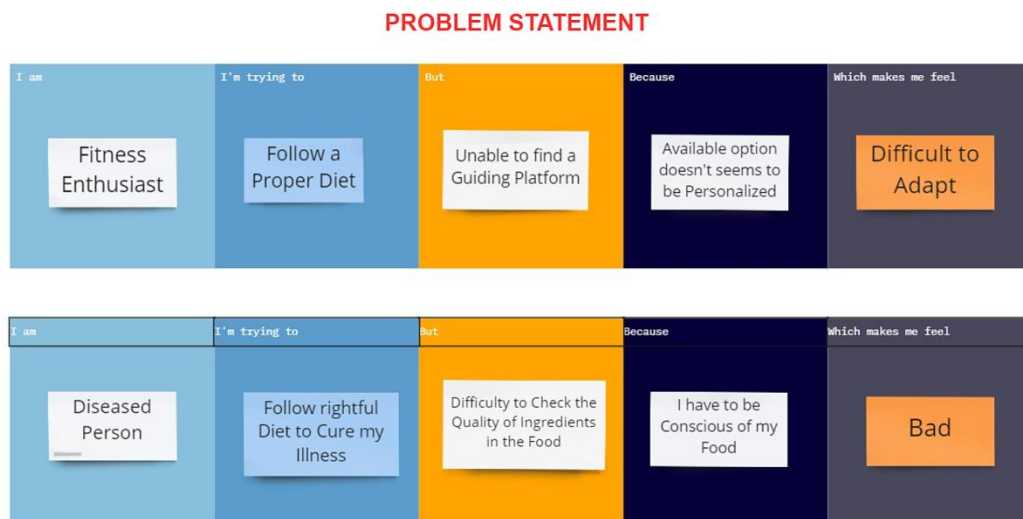 PROBLEM STATEMENT
I am
I'm trying to
But
Because
Which makes me feel
Fitness
Enthusiast
Follow a
Proper Diet
Unable to find a
Guiding Platform
Available option
doesn't seems to
be Personalized
Difficult to
Adapt
I am
I'm trying to
But
Because
Which makes me feel
Diseased
Person
Follow rightful
Diet to Cure my
Illness
Difficulty to Check the
Quality of Ingredients
in the Food
I have to be
Conscious of my
Food
Bad